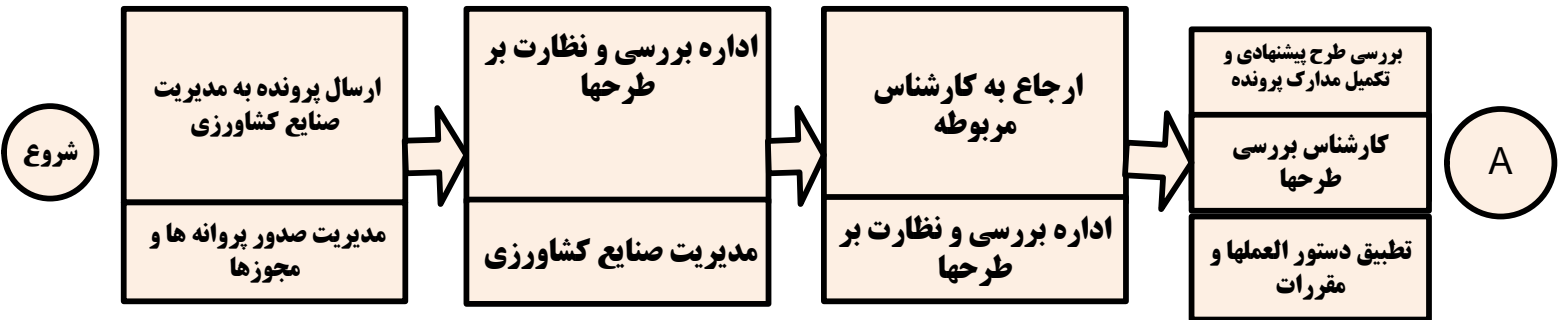 شروع
ارسال پرونده به مدیریت
صنایع کشاورزی
مدیریت صدور پروانه ها و
مجوزها
اداره بررسی و نظارت بر
طرحها
مدیریت صنایع کشاورزی
ارجاع به کارشناس
مربوطه
اداره بررسی و نظارت بر
طرحها
بررسی طرح پیشنهادی و
تکمیل مدارک پرونده
کارشناس بررسی
طرحها
تطبیق دستور العملها و
مقررات
A